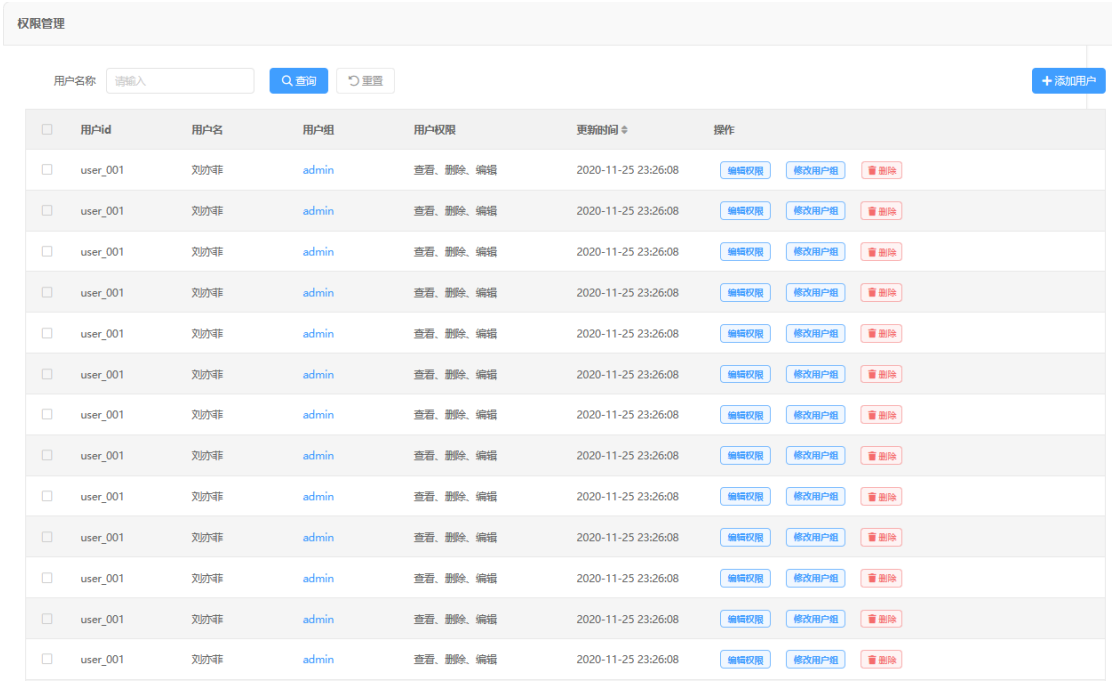 权限管理
用户名称 请输入 查询 重置 添加用户
用户id 用户名 用户组 用户权限 更新时间 操作
user_001 刘亦菲 admin 查看、删除、编辑 2020-11-25 23:26:08 编辑权限 修改用户组 删除
user_001 刘亦菲 admin 查看、删除、编辑 2020-11-25 23:26:08 编辑权限 修改用户组 删除
user_001 刘亦菲 admin 查看、删除、编辑 2020-11-25 23:26:08 编辑权限 修改用户组 删除
user_001 刘亦菲 admin 查看、删除、编辑 2020-11-25 23:26:08 编辑权限 修改用户组 删除
user_001 刘亦菲 admin 查看、删除、编辑 2020-11-25 23:26:08 编辑权限 修改用户组 删除
user_001 刘亦菲 admin 查看、删除、编辑 2020-11-25 23:26:08 编辑权限 修改用户组 删除
user_001 刘亦菲 admin 查看、删除、编辑 2020-11-25 23:26:08 编辑权限 修改用户组 删除
user_001 刘亦菲 admin 查看、删除、编辑 2020-11-25 23:26:08 编辑权限 修改用户组 删除
user_001 刘亦菲 admin 查看、删除、编辑 2020-11-25 23:26:08 编辑权限 修改用户组 删除
user_001 刘亦菲 admin 查看、删除、编辑 2020-11-25 23:26:08 编辑权限 修改用户组 删除
user_001 刘亦菲 admin 查看、删除、编辑 2020-11-25 23:26:08 编辑权限 修改用户组 删除
user_001 刘亦菲 admin 查看、删除、编辑 2020-11-25 23:26:08 编辑权限 修改用户组 删除
user_001 刘亦菲 admin 查看、删除、编辑 2020-11-25 23:26:08 编辑权限 修改用户组 删除